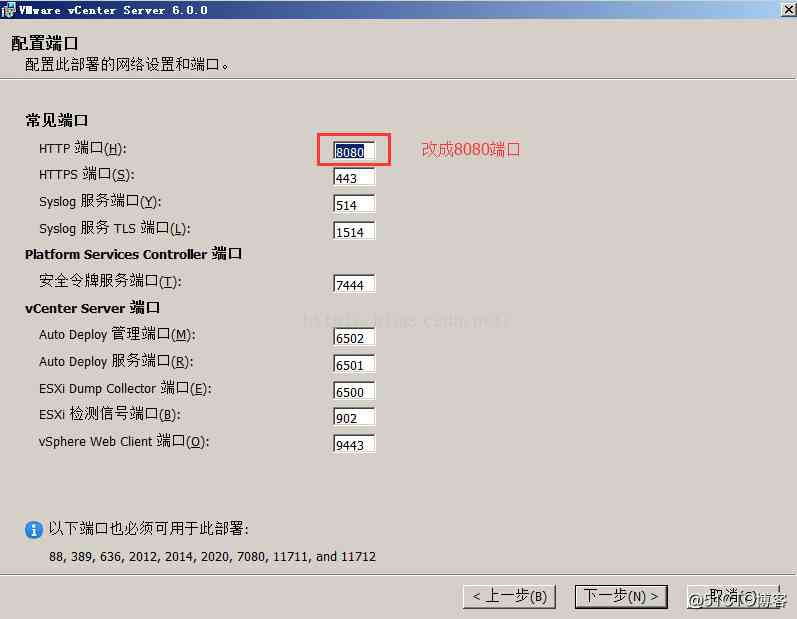 VMware vCenter Server 6.0.0
配置端口
配置此部署的网络设置和端口。
常见端口
HTTP 端口(H): 8080 改成8080端口
HTTPS 端口(S): 443
Syslog 服务端口(Y): 514
Syslog 服务 TLS 端口(L): 1514
Platform Services Controller 端口
安全令牌服务端口(T): 7444
vCenter Server 端口
Auto Deploy 管理端口(M): 6502
Auto Deploy 服务端口(R): 6501
ESXi Dump Collector 端口(E): 6500
ESXi 检测信号端口(B): 902
vSphere Web Client 端口(O): 9443
以下端口也必须可用于此部署:
88, 389, 636, 2012, 2014, 2020, 7080, 11711, and 11712
< 上一步(B) 下一步(N) > 取消
@51CTO博客